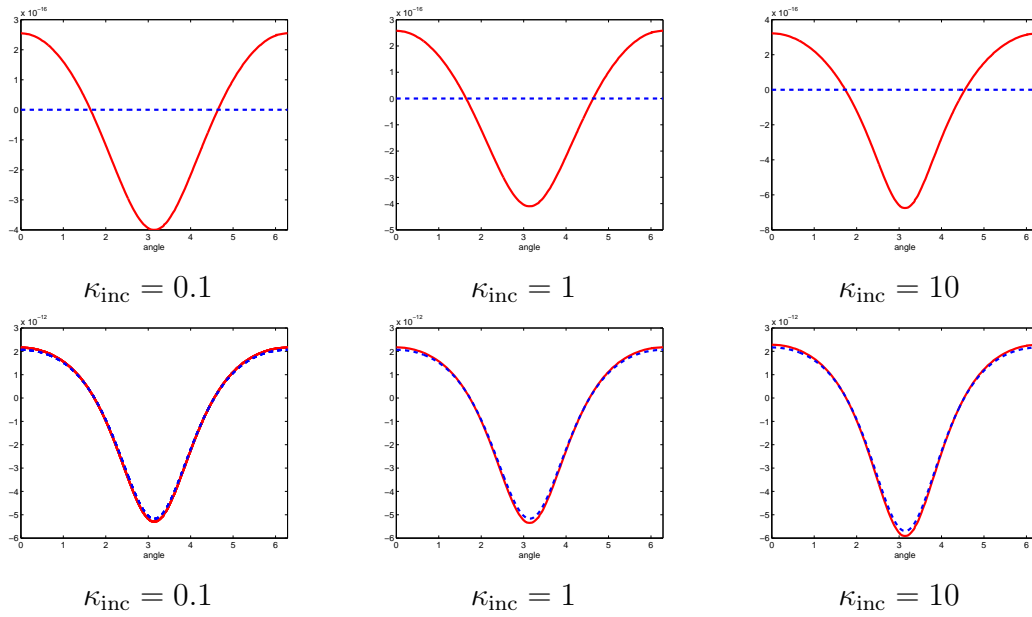 x 10⁻¹⁶ x 10⁻¹⁶ x 10⁻¹⁶
3 3 4
2 2 2
1 1 0
0 0 −2
−1 −1 −4
−2 −2 −6
−3 −3 −8
−4 −4
−5
0 1 2 3 4 5 6 0 1 2 3 4 5 6 0 1 2 3 4 5 6
angle angle angle
κinc = 0.1 κinc = 1 κinc = 10
x 10⁻¹² x 10⁻¹² x 10⁻¹²
3 3 3
2 2 2
1 1 1
0 0 0
−1 −1 −1
−2 −2 −2
−3 −3 −3
−4 −4 −4
−5 −5 −5
−6 −6 −6
0 1 2 3 4 5 6 0 1 2 3 4 5 6 0 1 2 3 4 5 6
angle angle angle
κinc = 0.1 κinc = 1 κinc = 10